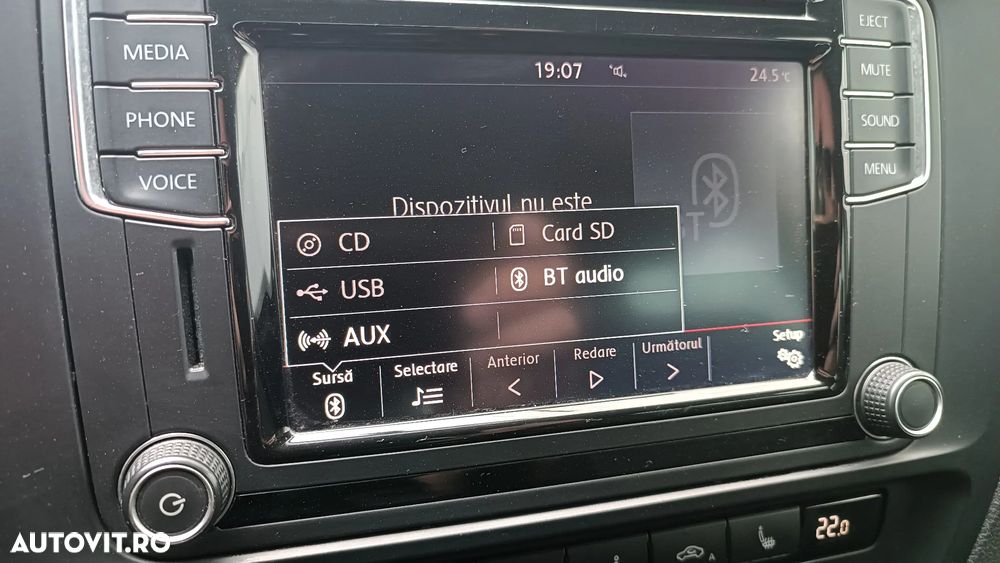 MEDIA
PHONE
VOICE
EJECT
MUTE
SOUND
MENU
19:07
24.5°C
Dispozitivul nu este
CD
Card SD
USB
BT audio
AUX
Sursă
Selectare
Anterior
Redare
Următorul
Setup
22.0
A
AUTOVIT.RO